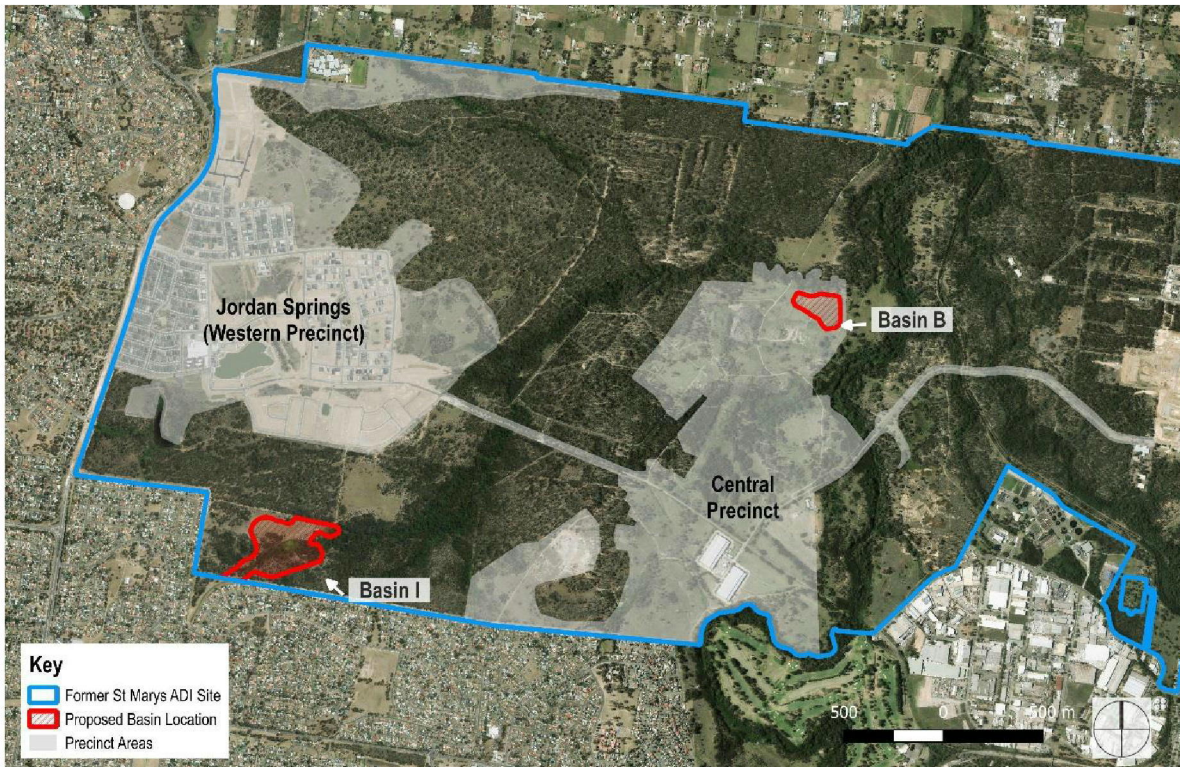 Jordan Springs
(Western Precinct)
Basin B
Central
Precinct
Basin I
Key
Former St Marys ADI Site
Proposed Basin Location
Precinct Areas
500 0 500 m